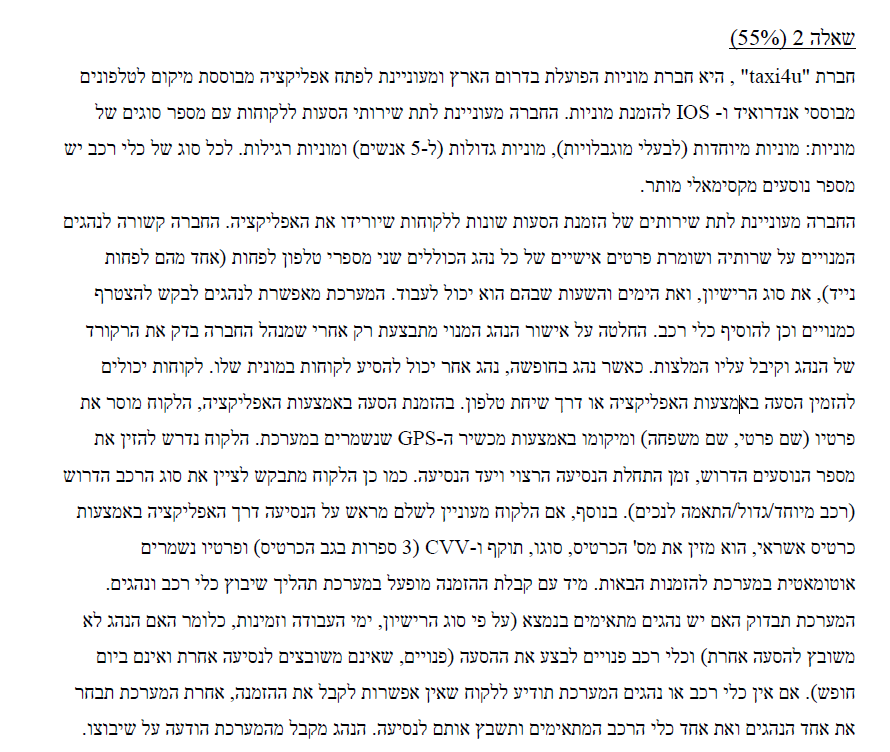 שאלה 2 (55%)
חברת "taxi4u" , היא חברת מוניות הפועלת בדרום הארץ ומעוניינת לפתח אפליקציה מבוססת מיקום לטלפונים
מבוססי אנדרואיד ו- IOS להזמנת מוניות. החברה מעוניינת לתת שירותי הסעות ללקוחות עם מספר סוגים של
מוניות: מוניות מיוחדות (לבעלי מוגבלויות), מוניות גדולות (ל-5 אנשים) ומוניות רגילות. לכל סוג של כלי רכב יש
מספר נוסעים מקסימאלי מותר.
החברה מעוניינת לתת שירותים של הזמנת הסעות שונות ללקוחות שיורידו את האפליקציה. החברה קשורה לנהגים
המנויים על שרותיה ושומרת פרטים אישיים של כל נהג הכוללים שני מספרי טלפון לפחות (אחד מהם לפחות
נייד), את סוג הרישיון, ואת הימים והשעות שבהם הוא יכול לעבוד. המערכת מאפשרת לנהגים לבקש להצטרף
כמנויים וכן להוסיף כלי רכב. החלטה על אישור הנהג המנוי מתבצעת רק אחרי שמנהל החברה בדק את הרקורד
של הנהג וקיבל עליו המלצות. כאשר נהג בחופשה, נהג אחר יכול להסיע לקוחות במונית שלו. לקוחות יכולים
להזמין הסעה באמצעות האפליקציה או דרך שיחת טלפון. בהזמנת הסעה באמצעות האפליקציה, הלקוח מוסר את
פרטיו (שם פרטי, שם משפחה) ומיקומו באמצעות מכשיר ה-GPS שנשמרים במערכת. הלקוח נדרש להזין את
מספר הנוסעים הדרוש, זמן התחלת הנסיעה הרצוי ויעד הנסיעה. כמו כן הלקוח מתבקש לציין את סוג הרכב הדרוש
(רכב מיוחד/גדול/התאמה לנכים). בנוסף, אם הלקוח מעוניין לשלם מראש על הנסיעה דרך האפליקציה באמצעות
כרטיס אשראי, הוא מזין את מס' הכרטיס, סוגו, תוקף ו-CVV (3 ספרות בגב הכרטיס) ופרטיו נשמרים
אוטומאטית במערכת להזמנות הבאות. מיד עם קבלת ההזמנה מופעל במערכת תהליך שיבוץ כלי רכב ונהגים.
המערכת תבדוק האם יש נהגים מתאימים בנמצא (על פי סוג הרישיון, ימי העבודה וזמינות, כלומר האם הנהג לא
משובץ להסעה אחרת) וכלי רכב פנויים לבצע את ההסעה (פנויים, שאינם משובצים לנסיעה אחרת ואינם ביום
חופש). אם אין כלי רכב או נהגים המערכת תודיע ללקוח שאין אפשרות לקבל את ההזמנה, אחרת המערכת תבחר
את אחד הנהגים ואת אחד כלי הרכב המתאימים ותשבץ אותם לנסיעה. הנהג מקבל מהמערכת הודעה על שיבוצו.